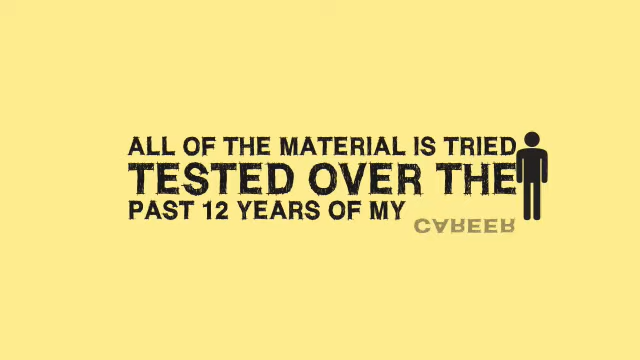 ALL OF THE MATERIAL IS TRIED
TESTED OVER THE
PAST 12 YEARS OF MY
CAREER